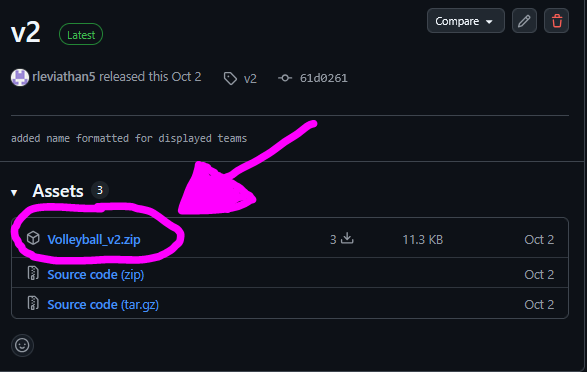 v2 Latest Compare
rleviathan5 released this Oct 2 v2 61d0261
added name formatted for displayed teams
Assets 3
Volleyball_v2.zip 3 11.3 KB Oct 2
Source code (zip) Oct 2
Source code (tar.gz) Oct 2